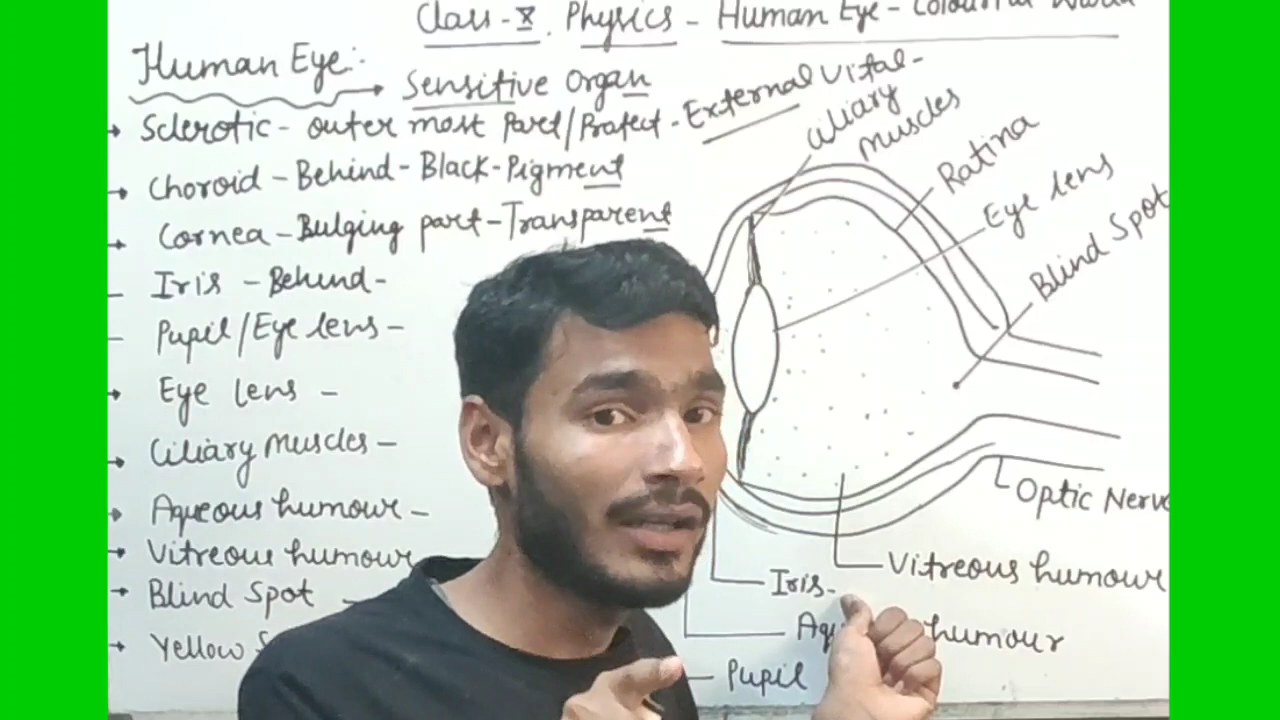 Class-X. Physics - Human Eye - Colourful World
Human Eye:-
Sensitive Organ
Sclerotic - outer most Part/Protect - External Vital-
Choroid - Behind - Black - Pigment
Cornea - Bulging part - Transparent
Iris - Behind -
Pupil/Eye lens -
Eye lens -
Ciliary muscles -
Aqueous humour -
Vitreous humour
Blind Spot -
Yellow S
Ciliary muscles
Ratina
Eye lens
Blind Spot
Optic Nerve
Vitreous humour
Iris-
Aqu humour
Pupil